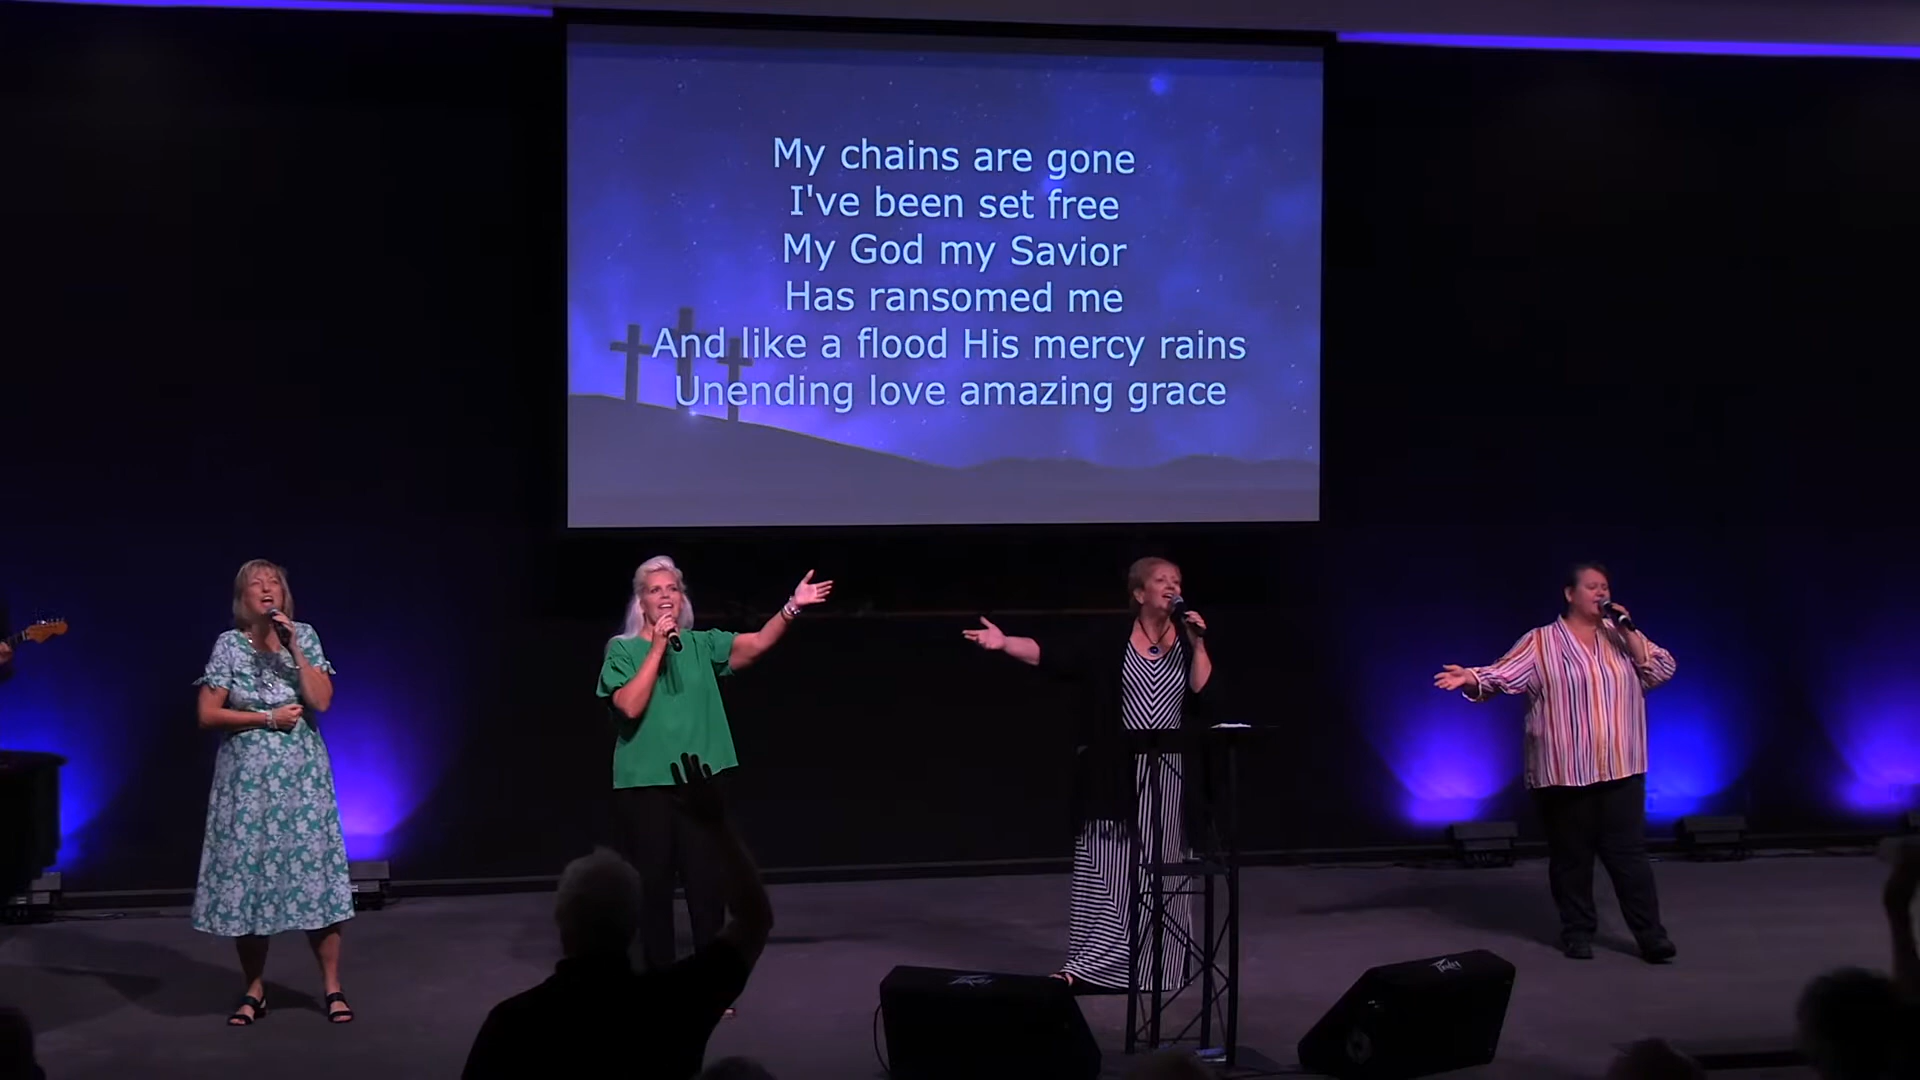 My chains are gone
I've been set free
My God my Savior
Has ransomed me
And like a flood His mercy rains
Unending love amazing grace
Peavey